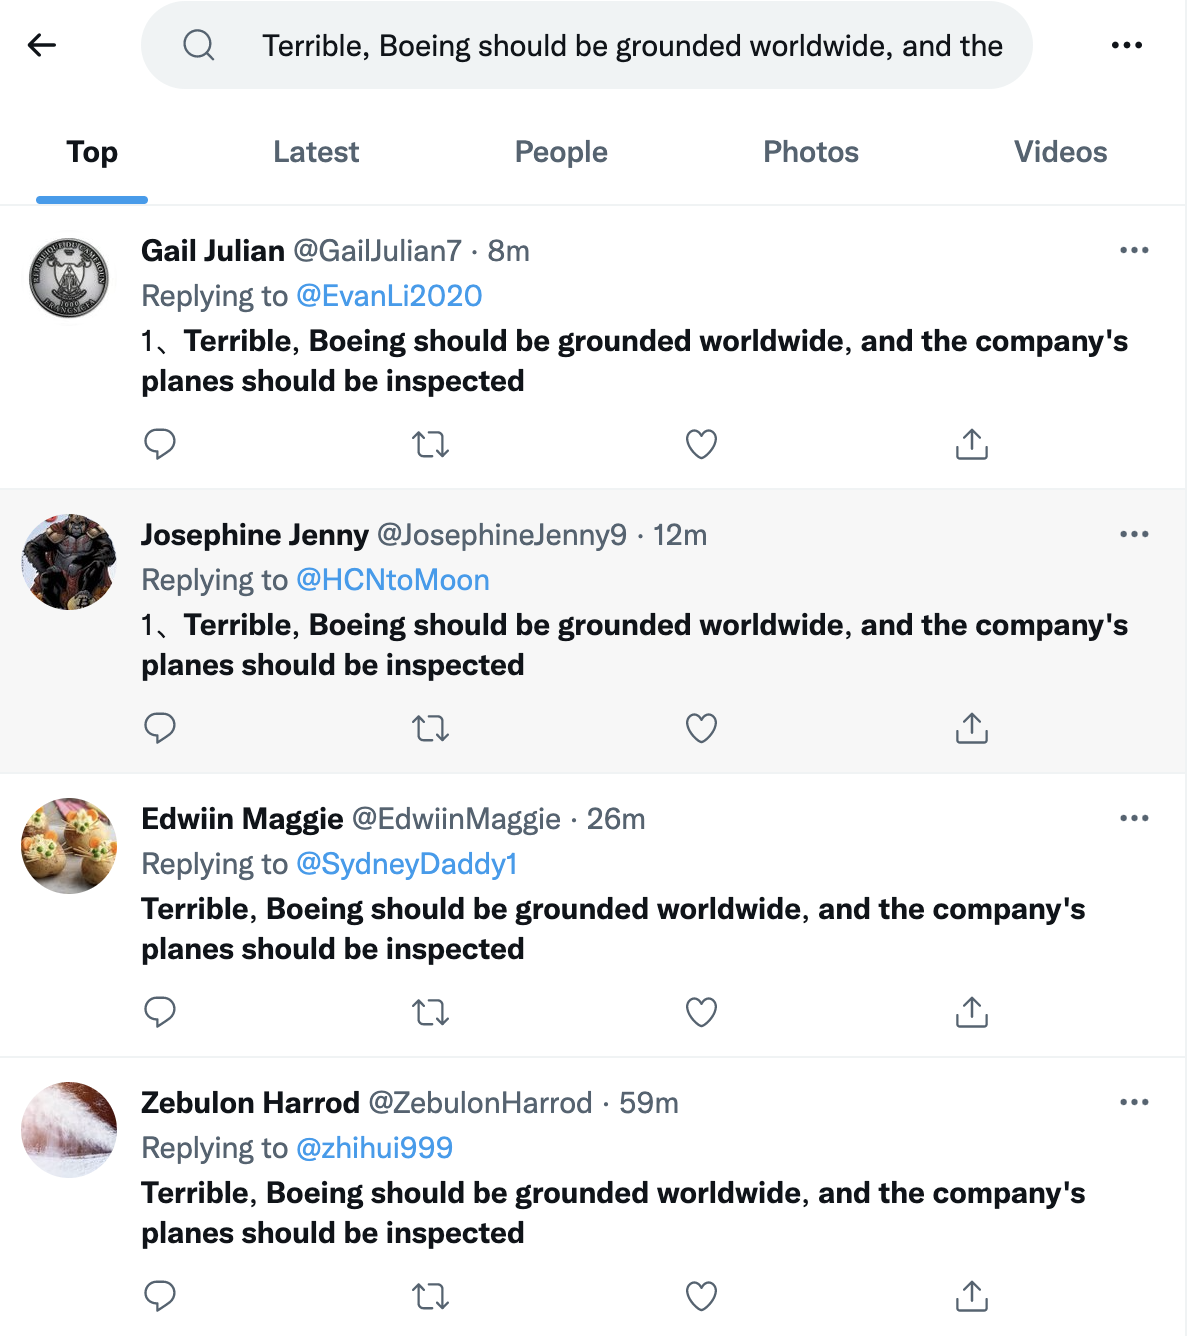 Terrible, Boeing should be grounded worldwide, and the
Top Latest People Photos Videos
Gail Julian @GailJulian7 · 8m
Replying to @EvanLi2020
1、Terrible, Boeing should be grounded worldwide, and the company's
planes should be inspected
Josephine Jenny @JosephineJenny9 · 12m
Replying to @HCNtoMoon
1、Terrible, Boeing should be grounded worldwide, and the company's
planes should be inspected
Edwiin Maggie @EdwiinMaggie · 26m
Replying to @SydneyDaddy1
Terrible, Boeing should be grounded worldwide, and the company's
planes should be inspected
Zebulon Harrod @ZebulonHarrod · 59m
Replying to @zhihui999
Terrible, Boeing should be grounded worldwide, and the company's
planes should be inspected